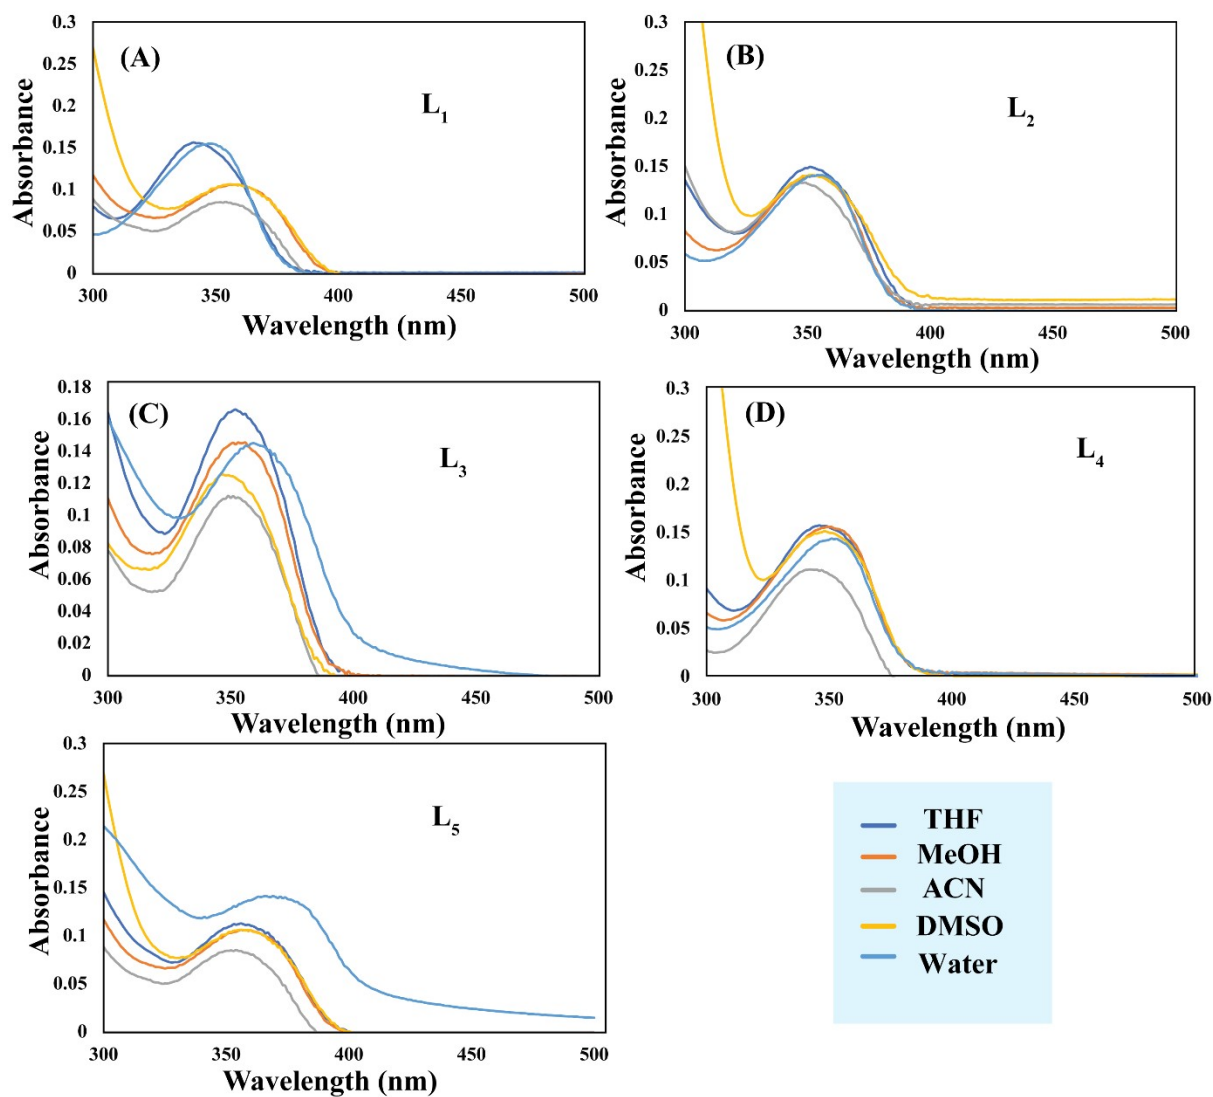 0.3
0.25
0.2
0.15
0.1
0.05
0
Absorbance
(A)
L1
300 350 400 450 500
Wavelength (nm)
0.3
0.25
0.2
0.15
0.1
0.05
0
Absorbance
(B)
L2
300 350 400 450 500
Wavelength (nm)
0.18
0.16
0.14
0.12
0.1
0.08
0.06
0.04
0.02
0
Absorbance
(C)
L3
300 350 400 450 500
Wavelength (nm)
0.3
0.25
0.2
0.15
0.1
0.05
0
Absorbance
(D)
L4
300 350 400 450 500
Wavelength (nm)
0.3
0.25
0.2
0.15
0.1
0.05
0
Absorbance
L5
300 350 400 450 500
Wavelength (nm)
THF
MeOH
ACN
DMSO
Water